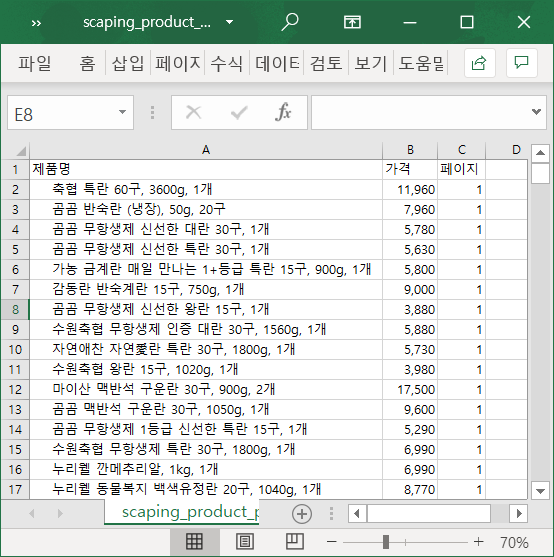 scaping_product_...
파일 홈 삽입 페이지 수식 데이터 검토 보기 도움말
E8 fx
A B C D
1 제품명 가격 페이지
2 축협 특란 60구, 3600g, 1개 11,960 1
3 곰곰 반숙란 (냉장), 50g, 20구 7,960 1
4 곰곰 무항생제 신선한 대란 30구, 1개 5,780 1
5 곰곰 무항생제 신선한 특란 30구, 1개 5,630 1
6 가농 금계란 매일 만나는 1+등급 특란 15구, 900g, 1개 5,800 1
7 감동란 반숙계란 15구, 750g, 1개 9,000 1
8 곰곰 무항생제 신선한 왕란 15구, 1개 3,880 1
9 수원축협 무항생제 인증 대란 30구, 1560g, 1개 5,880 1
10 자연애찬 자연愛란 특란 30구, 1800g, 1개 5,730 1
11 수원축협 왕란 15구, 1020g, 1개 3,980 1
12 마이산 맥반석 구운란 30구, 900g, 2개 17,500 1
13 곰곰 맥반석 구운란 30구, 1050g, 1개 9,600 1
14 곰곰 무항생제 1등급 신선한 특란 15구, 1개 5,290 1
15 수원축협 무항생제 특란 30구, 1800g, 1개 6,990 1
16 누리웰 깐메추리알, 1kg, 1개 6,990 1
17 누리웰 동물복지 백색유정란 20구, 1040g, 1개 8,770 1
scaping_product_p
70%